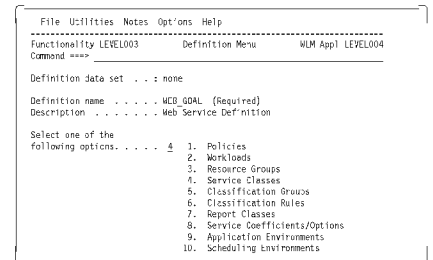 File Utilities Notes Options Help
Functionality LEVEL003 Definition Menu WLM Appl LEVEL004
Command ===>
Definition data set . . : none
Definition name . . . . . WEB_GOAL (Required)
Description . . . . . . . Web Service Definition
Select one of the
following options. . . . . 4 1. Policies
2. Workloads
3. Resource Groups
4. Service Classes
5. Classification Groups
6. Classification Rules
7. Report Classes
8. Service Coefficients/Options
9. Application Environments
10. Scheduling Environments